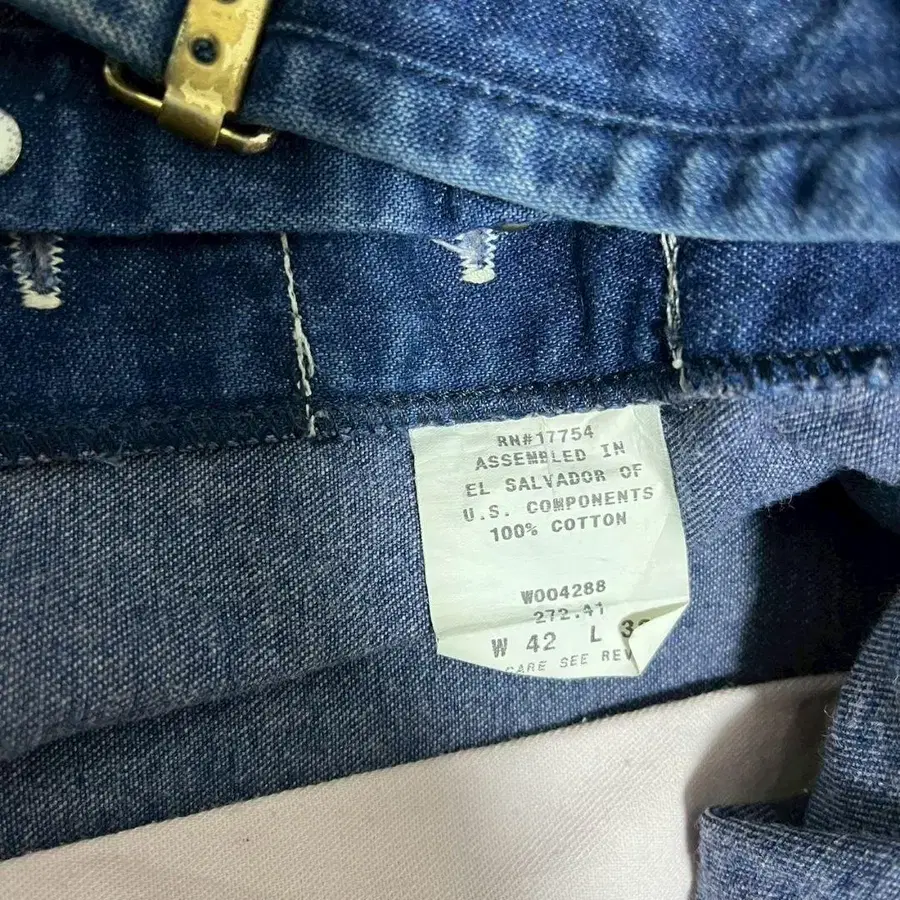 RN#17754
ASSEMBLED IN
EL SALVADOR OF
U.S. COMPONENTS
100% COTTON
W004288
272.41
W 42 L
CARE SEE REV